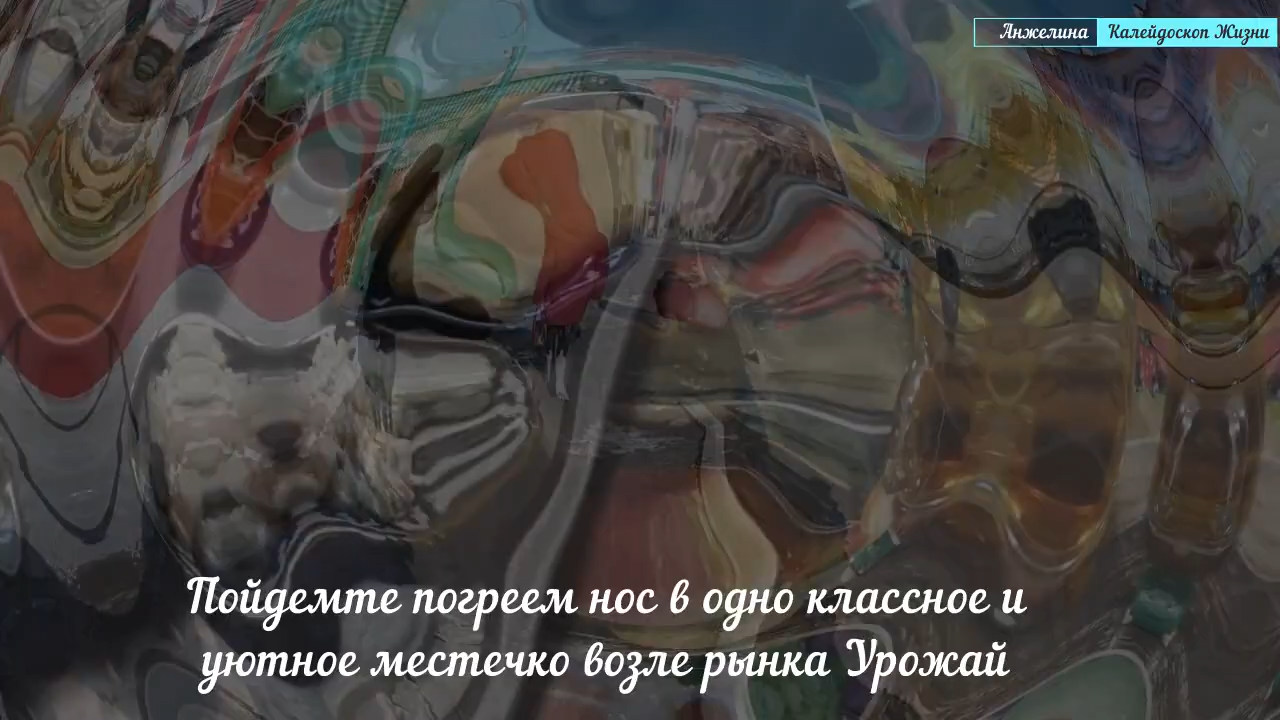 Анжелина Калейдоскоп Жизни
Пойдемте погреем нос в одно классное и
уютное местечко возле рынка Урожай